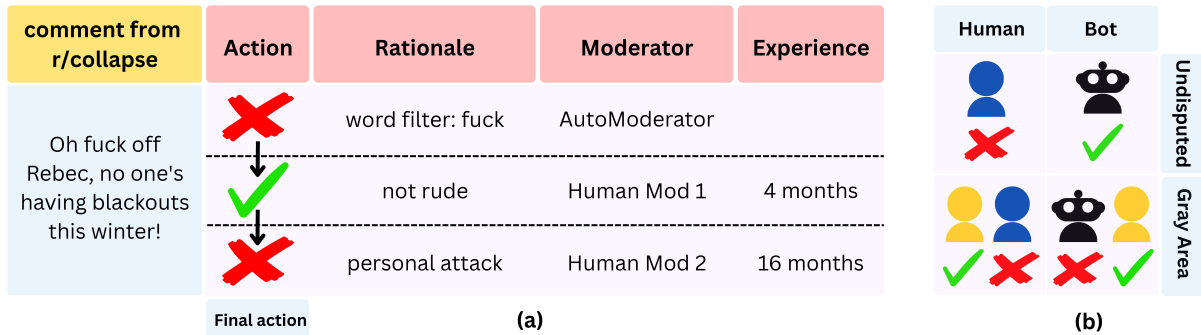 comment from
r/collapse
Action
Rationale
Moderator
Experience
Oh fuck off
Rebec, no one's
having blackouts
this winter!
word filter: fuck
AutoModerator
not rude
Human Mod 1
4 months
personal attack
Human Mod 2
16 months
Final action
(a)
Human
Bot
Undisputed
Gray Area
(b)